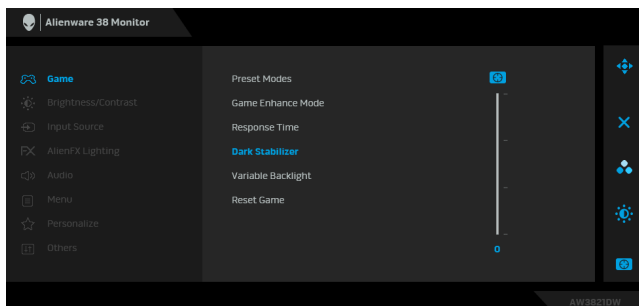 Alienware 38 Monitor
Game
Brightness/Contrast
Input Source
AlienFX Lighting
Audio
Menu
Personalize
Others
Preset Modes
Game Enhance Mode
Response Time
Dark Stabilizer
Variable Backlight
Reset Game
0
AW3821DW